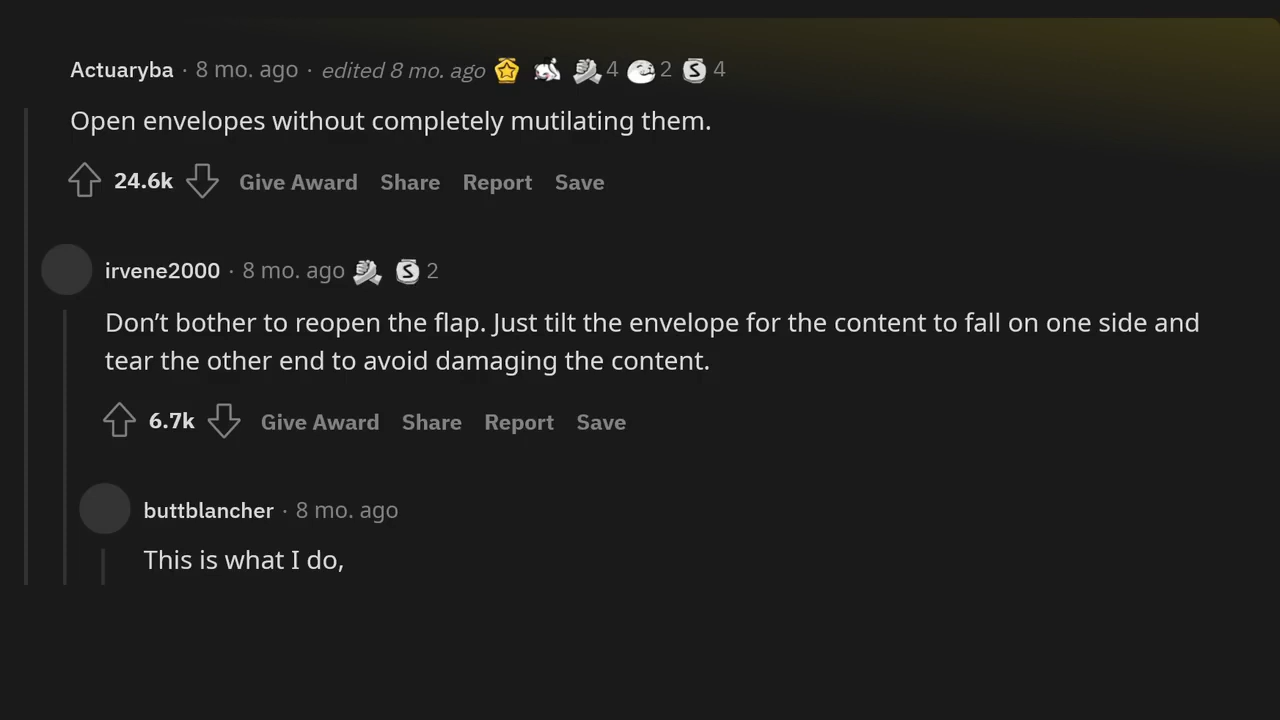 Actuaryba · 8 mo. ago · edited 8 mo. ago 4 2 S 4
Open envelopes without completely mutilating them.
24.6k Give Award Share Report Save
irvene2000 · 8 mo. ago S 2
Don’t bother to reopen the flap. Just tilt the envelope for the content to fall on one side and
tear the other end to avoid damaging the content.
6.7k Give Award Share Report Save
buttblancher · 8 mo. ago
This is what I do,